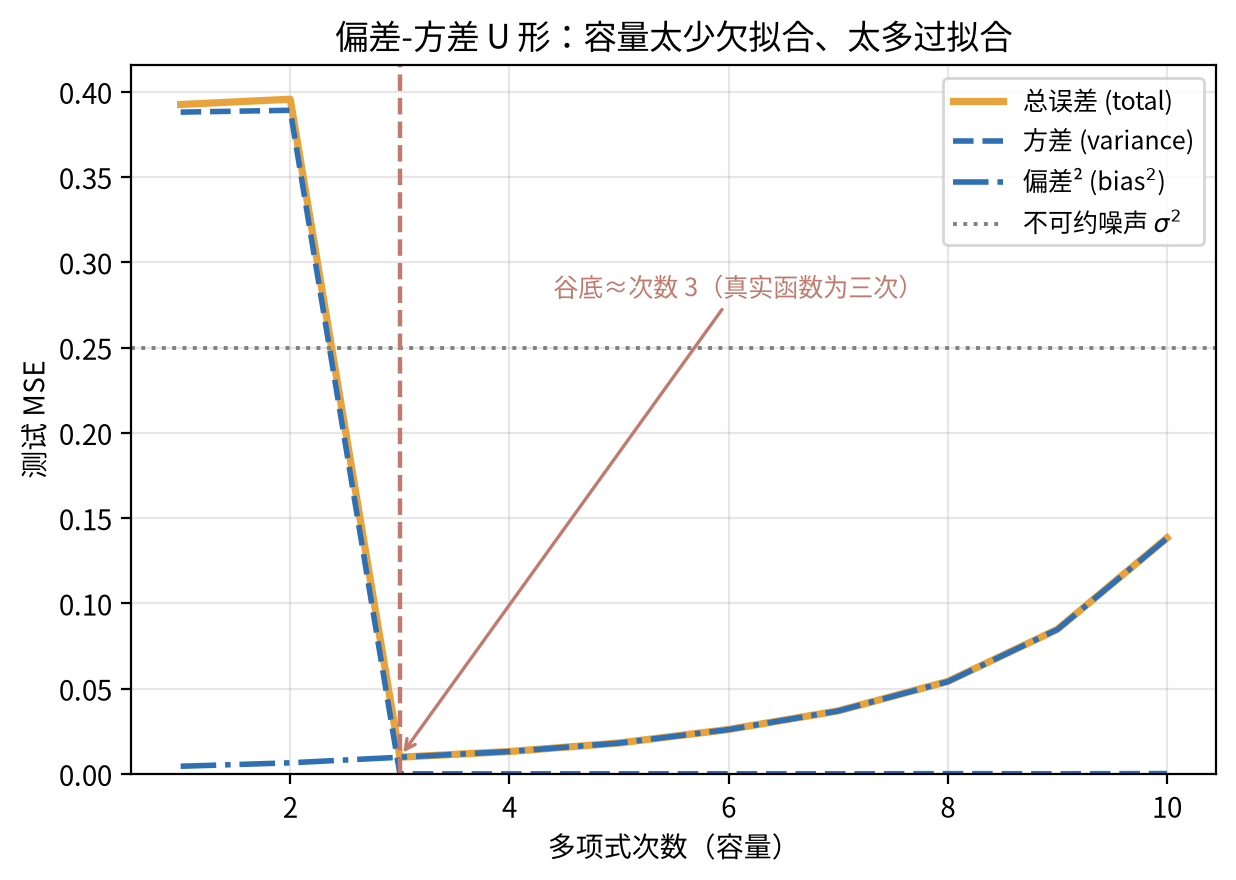 偏差-方差 U 形：容量太少欠拟合、太多过拟合
总误差 (total)
方差 (variance)
偏差² (bias²)
不可约噪声 σ²
谷底≈次数 3（真实函数为三次）
测试 MSE
0.40
0.35
0.30
0.25
0.20
0.15
0.10
0.05
0.00
2 4 6 8 10
多项式次数（容量）